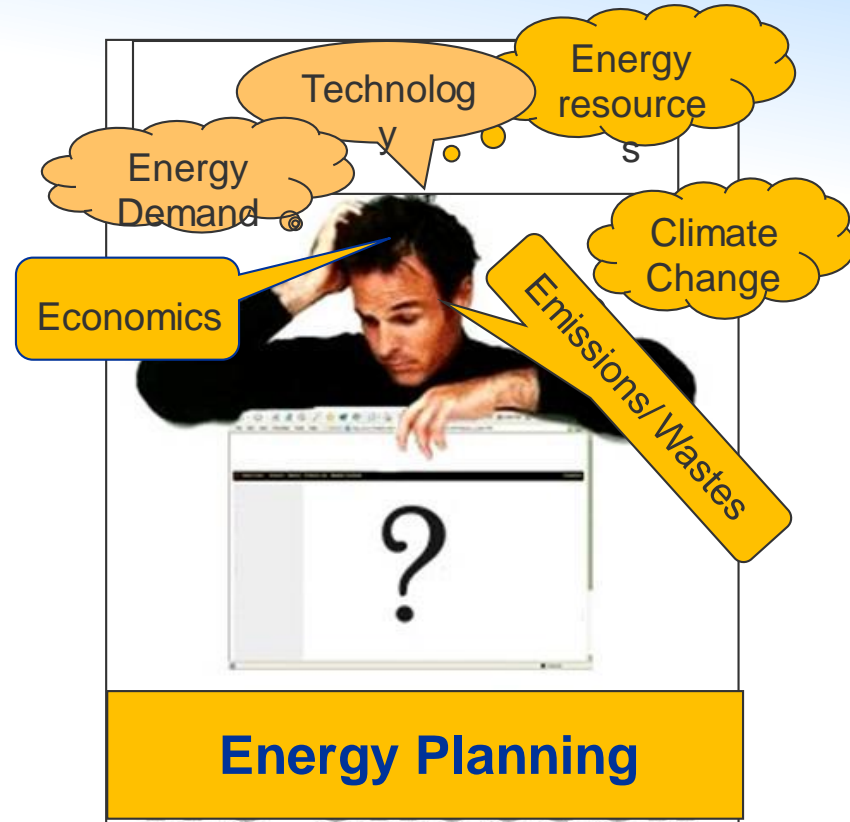 Technolog
y
Energy
resource
s
Energy
Demand
Climate
Change
Economics
Emissions/ Wastes
?
Energy Planning